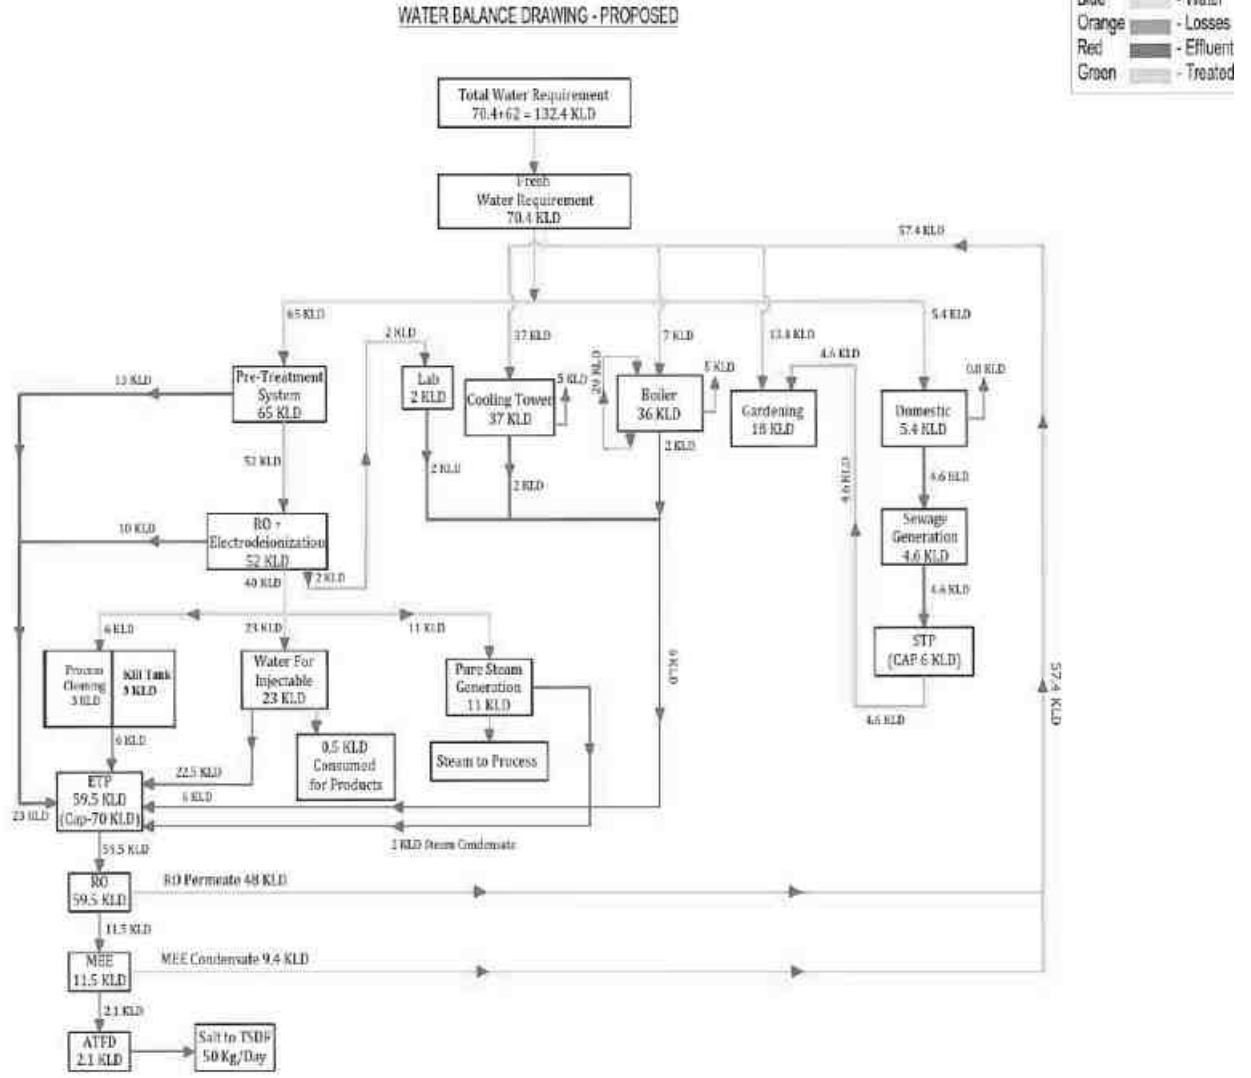 WATER BALANCE DRAWING - PROPOSED
Blue - Water
Orange - Losses
Red - Effluent
Green - Treated
Total Water Requirement
70.4+62 = 132.4 KLD
Fresh
Water Requirement
70.4 KLD
57.4 KLD
65 KLD
2 KLD
37 KLD
7 KLD
13.4 KLD
4.6 KLD
5.4 KLD
13 KLD
Pre-Treatment
System
65 KLD
Lab
2 KLD
Cooling Tower
37 KLD
5 KLD
29 KLD
Boiler
36 KLD
5 KLD
Gardening
18 KLD
Domestic
5.4 KLD
0.8 KLD
52 KLD
2 KLD
2 KLD
2 KLD
4.6 KLD
4.6 KLD
10 KLD
RO +
Electrodeionization
52 KLD
Sewage
Generation
4.6 KLD
40 KLD
2 KLD
4.6 KLD
6 KLD
23 KLD
11 KLD
STP
(CAP 6 KLD)
Process
Cleaning
3 KLD
Kill Tank
3 KLD
Water For
Injectable
23 KLD
Pure Steam
Generation
11 KLD
6 KLD
57.4 KLD
4.6 KLD
6 KLD
0.5 KLD
Consumed
for Products
Steam to Process
22.5 KLD
ETP
59.5 KLD
(Cap-70 KLD)
6 KLD
23 KLD
2 KLD Steam Condensate
59.5 KLD
RO
59.5 KLD
RO Permeate 48 KLD
11.5 KLD
MEE
11.5 KLD
MEE Condensate 9.4 KLD
2.1 KLD
ATFD
2.1 KLD
Salt to TSDF
50 Kg/Day